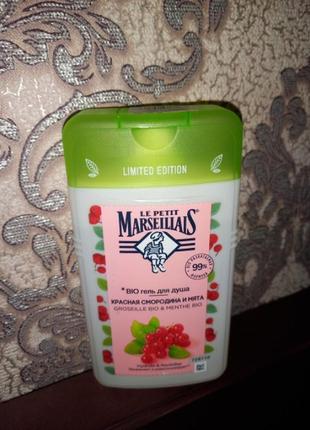 LIMITED EDITION
LE PETIT
MARSEILLAIS
99%
*BIO гель для душа
КРАСНАЯ СМОРОДИНА И МЯТА
GROSEILLE BIO & MENTHE BIO